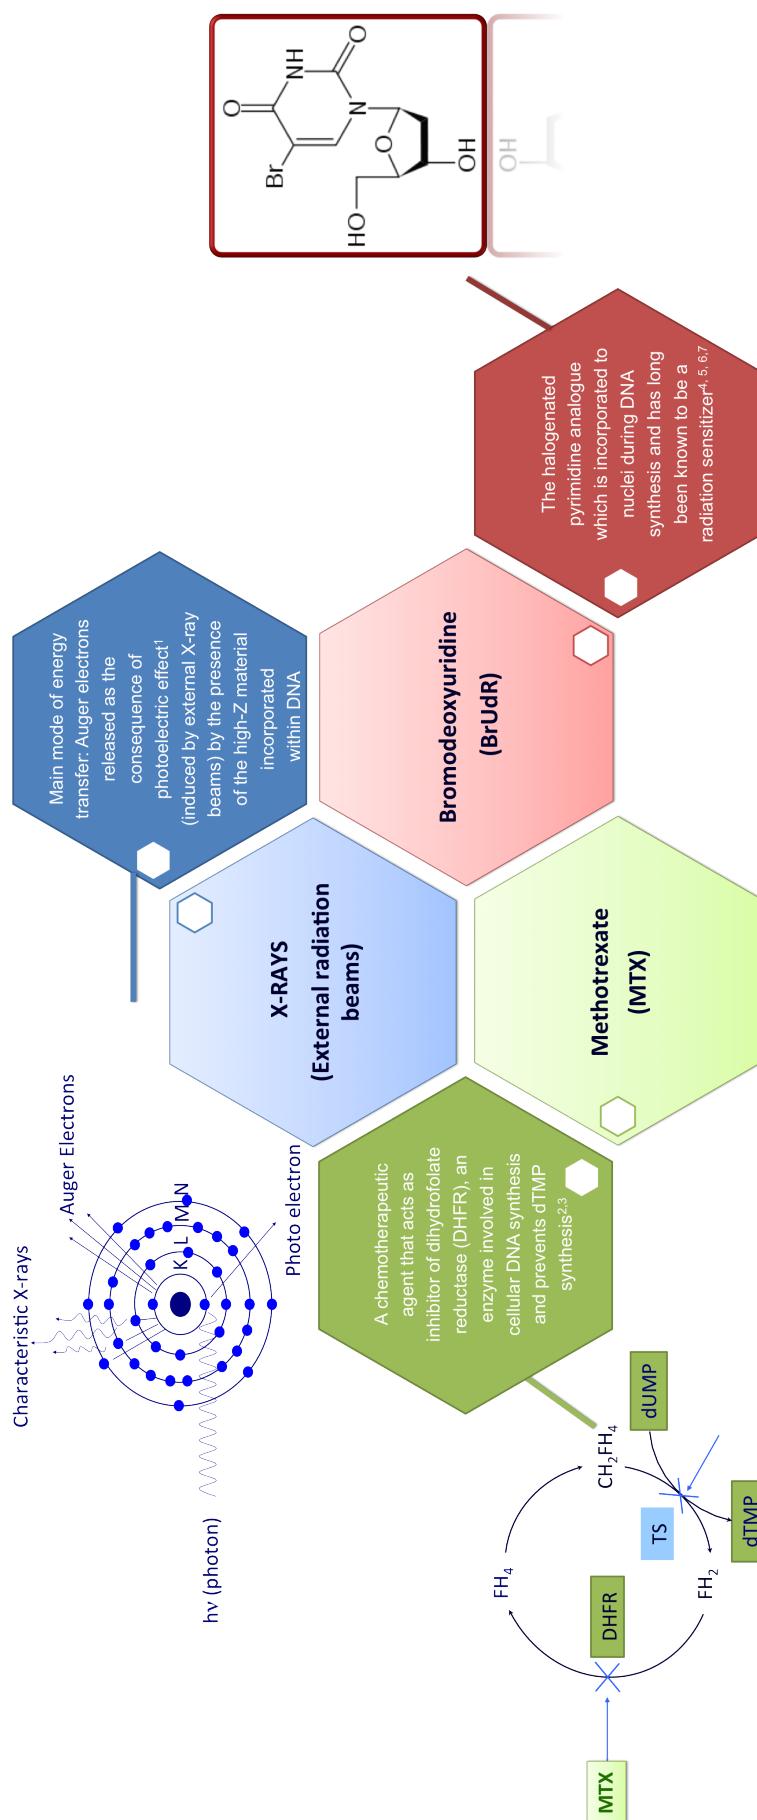 Characteristic X-rays
Auger Electrons
K L M N
Photo electron
hν (photon)
Main mode of energy
transfer: Auger electrons
released as the
consequence of
photoelectric effect1
(induced by external X-ray
beams) by the presence
of the high-Z material
incorporated
within DNA
X-RAYS
(External radiation
beams)
Bromodeoxyuridine
(BrUdR)
Methotrexate
(MTX)
A chemotherapeutic
agent that acts as
inhibitor of dihydrofolate
reductase (DHFR), an
enzyme involved in
cellular DNA synthesis
and prevents dTMP
synthesis2,3
The halogenated
pyrimidine analogue
which is incorporated to
nuclei during DNA
synthesis and has long
been known to be a
radiation sensitizer4, 5, 6,7
O
NH
O
N
Br
O
HO
OH
OH
FH4
CH2FH4
MTX
DHFR
TS
dUMP
FH2
dTMP